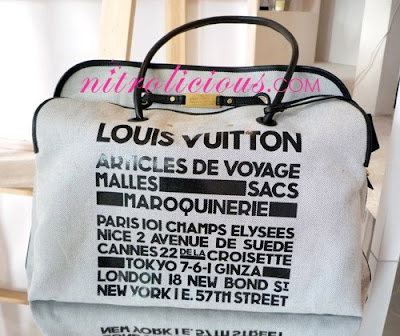 nitrolicious.COM
LOUIS VUITTON
ARTICLES DE VOYAGE
MALLES SACS
MAROQUINERIE
PARIS 101 CHAMPS ELYSEES
NICE 2 AVENUE DE SUEDE
CANNES 22 DE LA CROISETTE
TOKYO 7-6-1 GINZA
LONDON 18 NEW BOND ST
NEW YORK 1 E. 57TH STREET